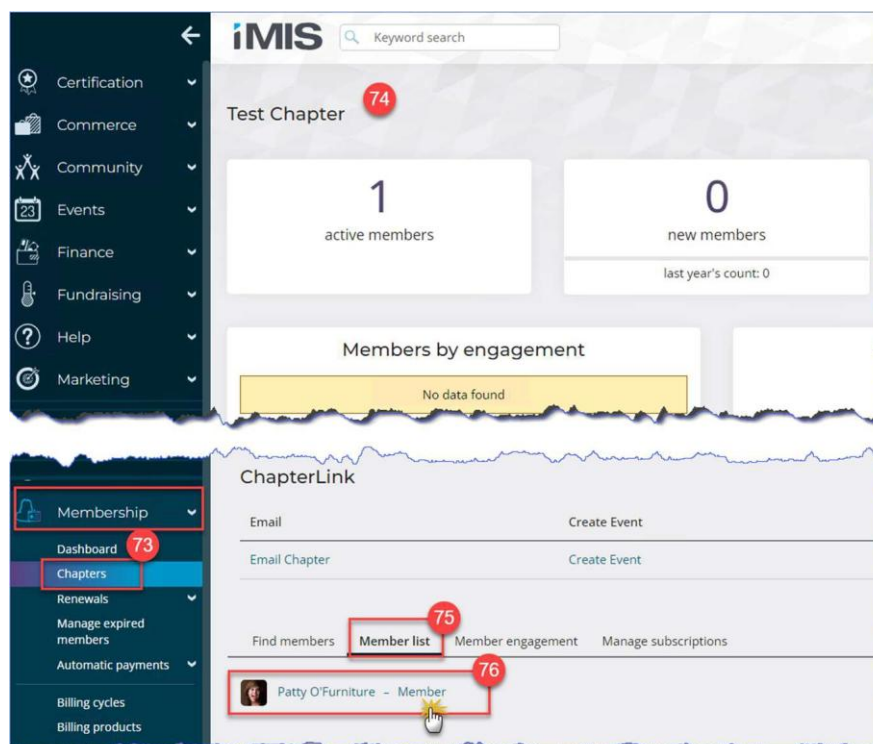 iMIS
Keyword search
Certification
Commerce
Community
23 Events
Finance
Fundraising
Help
Marketing
Test Chapter
74
1
active members
0
new members
last year's count: 0
Members by engagement
No data found
Membership
Dashboard
73
Chapters
Renewals
Manage expired
members
Automatic payments
Billing cycles
Billing products
ChapterLink
Email Create Event
Email Chapter Create Event
75
Find members Member list Member engagement Manage subscriptions
76
Patty O'Furniture – Member